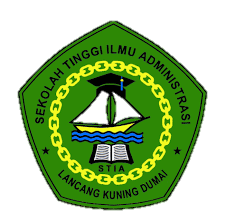 SEKOLAH TINGGI ILMU ADMINISTRASI
STIA
LANCANG KUNING DUMAI